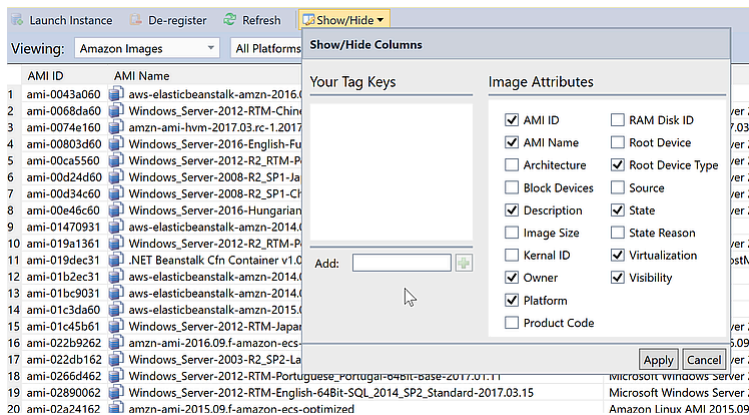 Launch Instance De-register Refresh Show/Hide
Viewing: Amazon Images All Platforms
Show/Hide Columns
Your Tag Keys
Add:
Image Attributes
AMI ID RAM Disk ID
AMI Name Root Device
Architecture Root Device Type
Block Devices Source
Description State
Image Size State Reason
Kernal ID Virtualization
Owner Visibility
Platform
Product Code
Apply Cancel
AMI ID AMI Name
1 ami-0043a060 aws-elasticbeanstalk-amzn-2016.0
2 ami-0068da60 Windows_Server-2012-RTM-Chine
3 ami-0074e160 amzn-ami-hvm-2017.03.rc-1.2017
4 ami-00803d60 Windows_Server-2016-English-Fu
5 ami-00ca5560 Windows_Server-2012-R2_RTM-P
6 ami-00d24d60 Windows_Server-2008-R2_SP1-Ja
7 ami-00d34c60 Windows_Server-2008-R2_SP1-Ch
8 ami-00e46c60 Windows_Server-2016-Hungarian
9 ami-01470931 aws-elasticbeanstalk-amzn-2014.0
10 ami-019a1361 Windows_Server-2012-R2_RTM-P
11 ami-019dec31 .NET Beanstalk Cfn Container v1.0
12 ami-01b2ec31 aws-elasticbeanstalk-amzn-2014.0
13 ami-01bc9031 aws-elasticbeanstalk-amzn-2014.0
14 ami-01c3da60 aws-elasticbeanstalk-amzn-2015.0
15 ami-01c45b61 Windows_Server-2012-RTM-Japan
16 ami-022b9262 amzn-ami-2016.09.f-amazon-ecs-
17 ami-022db162 Windows_Server-2003-R2_SP2-La
18 ami-0266d462 Windows_Server-2012-RTM-Portuguese_Portugal-64Bit-Base-2017.01.11 Microsoft Windows Server 2
19 ami-02890062 Windows_Server-2012-RTM-English-64Bit-SQL_2014_SP2_Standard-2017.03.15 Microsoft Windows Server 2
20 ami-02a24162 amzn-ami-2015.09.f-amazon-ecs-optimized Amazon Linux AMI 2015.09